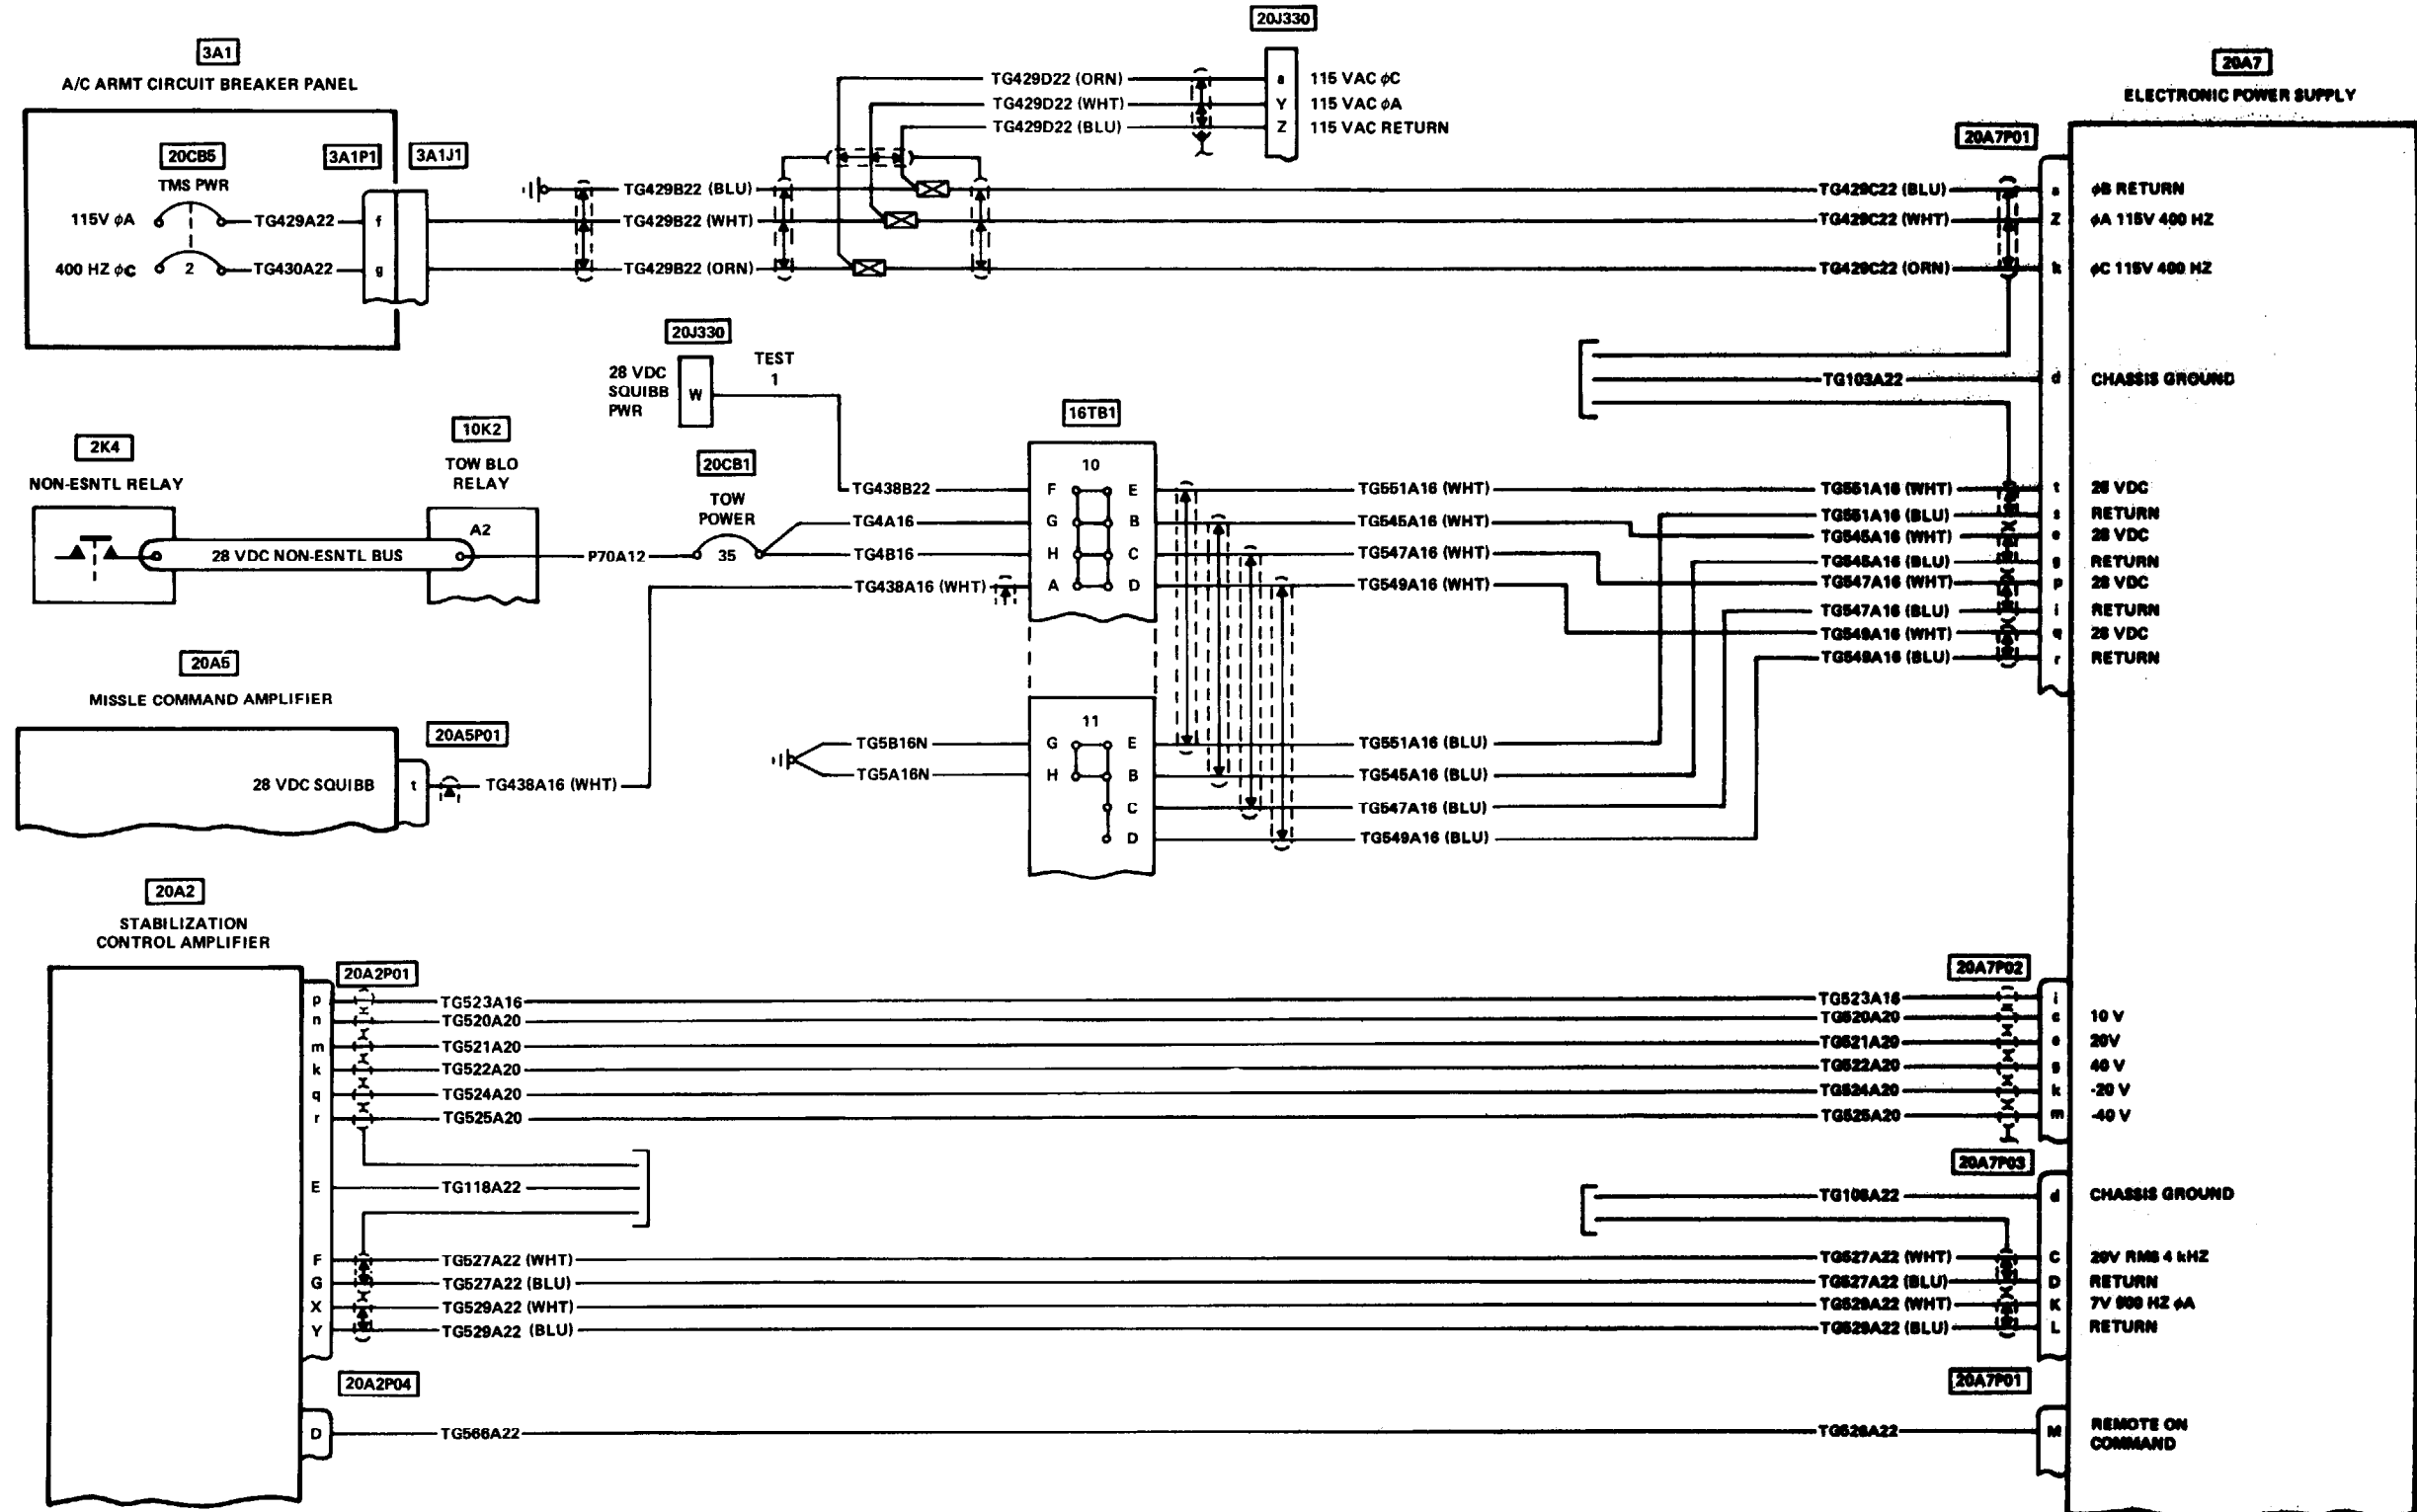 20J330
3A1
A/C ARMT CIRCUIT BREAKER PANEL
20A7
ELECTRONIC POWER SUPPLY
TG429D22 (ORN)
a
115 VAC φC
TG429D22 (WHT)
Y
115 VAC φA
TG429D22 (BLU)
Z
115 VAC RETURN
20CB5
3A1P1
3A1J1
20A7P01
TMS PWR
TG429B22 (BLU)
TG429C22 (BLU)
a
φB RETURN
115V φA
TG429A22
f
TG429B22 (WHT)
TG429C22 (WHT)
Z
φA 115V 400 HZ
400 HZ φC
2
TG430A22
g
TG429B22 (ORN)
TG429C22 (ORN)
k
φC 115V 400 HZ
20J330
28 VDC
SQUIBB
PWR
W
TEST
1
TG103A22
d
CHASSIS GROUND
16TB1
2K4
NON-ESNTL RELAY
10K2
TOW BLO
RELAY
20CB1
TOW
POWER
35
10
TG438B22
F
E
TG551A16 (WHT)
TG551A16 (WHT)
t
28 VDC
TG551A16 (BLU)
s
RETURN
A2
TG4A16
G
B
TG545A16 (WHT)
TG545A16 (WHT)
e
28 VDC
28 VDC NON-ESNTL BUS
P70A12
TG4B16
H
C
TG547A16 (WHT)
TG545A16 (BLU)
g
RETURN
TG547A16 (WHT)
p
28 VDC
TG438A16 (WHT)
A
D
TG549A16 (WHT)
TG547A16 (BLU)
i
RETURN
TG549A16 (WHT)
q
28 VDC
TG549A16 (BLU)
r
RETURN
20A5
MISSLE COMMAND AMPLIFIER
20A5P01
28 VDC SQUIBB
t
TG438A16 (WHT)
11
TG5B16N
G
E
TG551A16 (BLU)
TG5A16N
H
B
TG545A16 (BLU)
C
TG547A16 (BLU)
D
TG549A16 (BLU)
20A2
STABILIZATION
CONTROL AMPLIFIER
20A2P01
20A7P02
p
TG523A16
TG523A16
i
n
TG520A20
TG520A20
c
10 V
m
TG521A20
TG521A20
e
20V
k
TG522A20
TG522A20
g
40 V
q
TG524A20
TG524A20
k
-20 V
r
TG525A20
TG525A20
m
-40 V
20A7P03
E
TG118A22
d
CHASSIS GROUND
F
TG527A22 (WHT)
TG527A22 (WHT)
C
20V RMS 4 kHZ
G
TG527A22 (BLU)
TG527A22 (BLU)
D
RETURN
X
TG529A22 (WHT)
TG529A22 (WHT)
K
7V 900 HZ φA
Y
TG529A22 (BLU)
TG529A22 (BLU)
L
RETURN
20A2P04
20A7P01
D
TG566A22
M
REMOTE ON
COMMAND